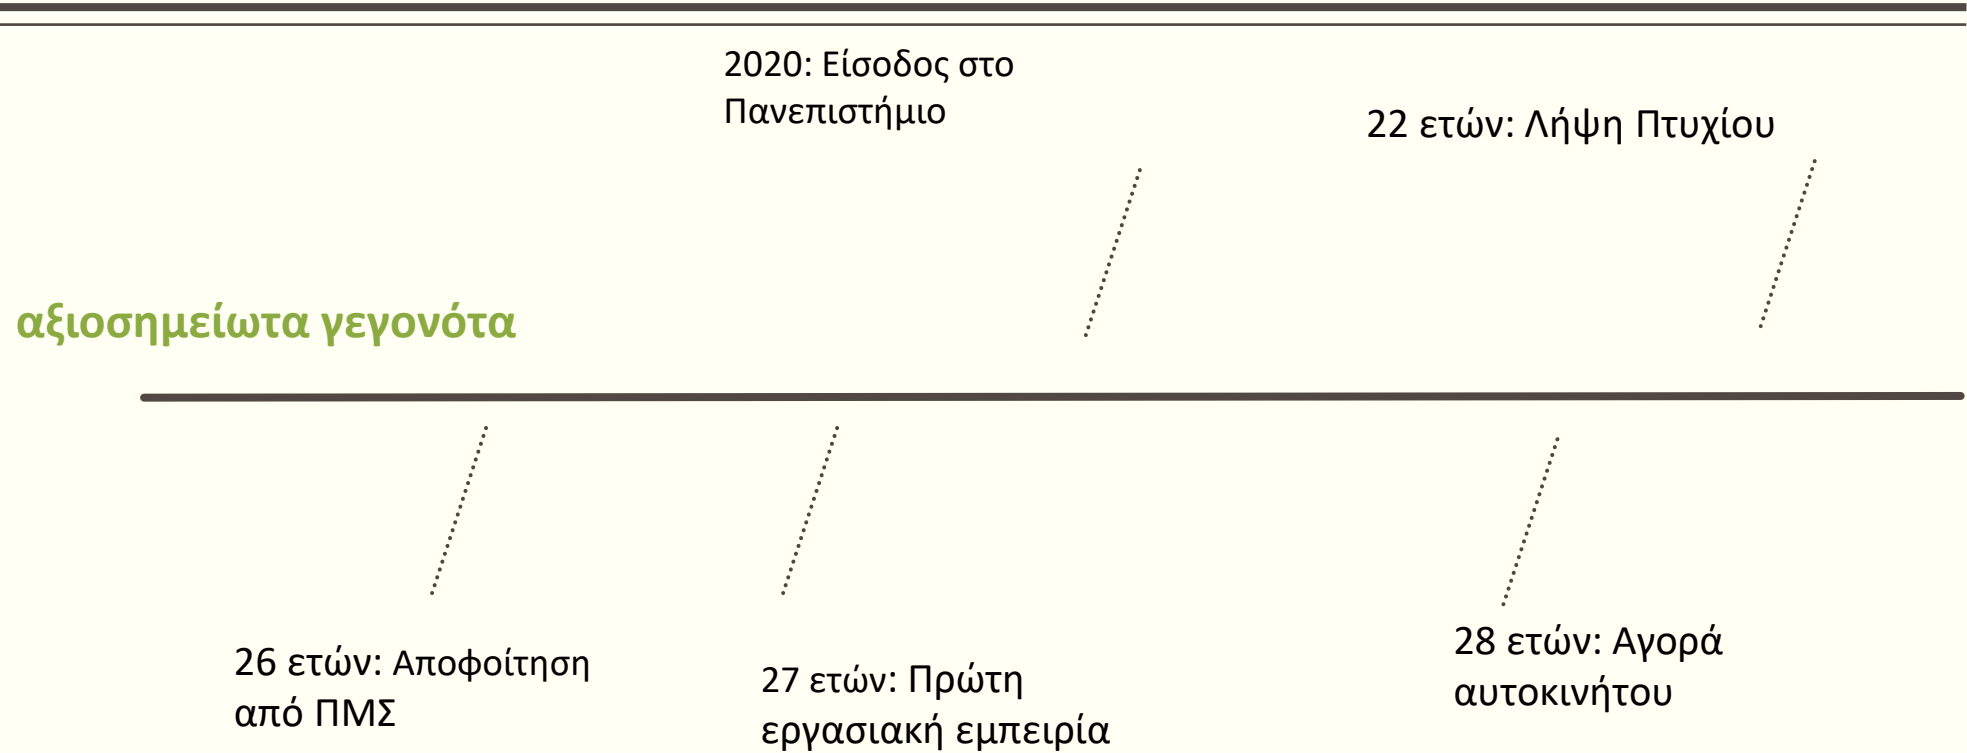 2020: Είσοδος στο
Πανεπιστήμιο
22 ετών: Λήψη Πτυχίου
αξιοσημείωτα γεγονότα
26 ετών: Αποφοίτηση
από ΠΜΣ
27 ετών: Πρώτη
εργασιακή εμπειρία
28 ετών: Αγορά
αυτοκινήτου